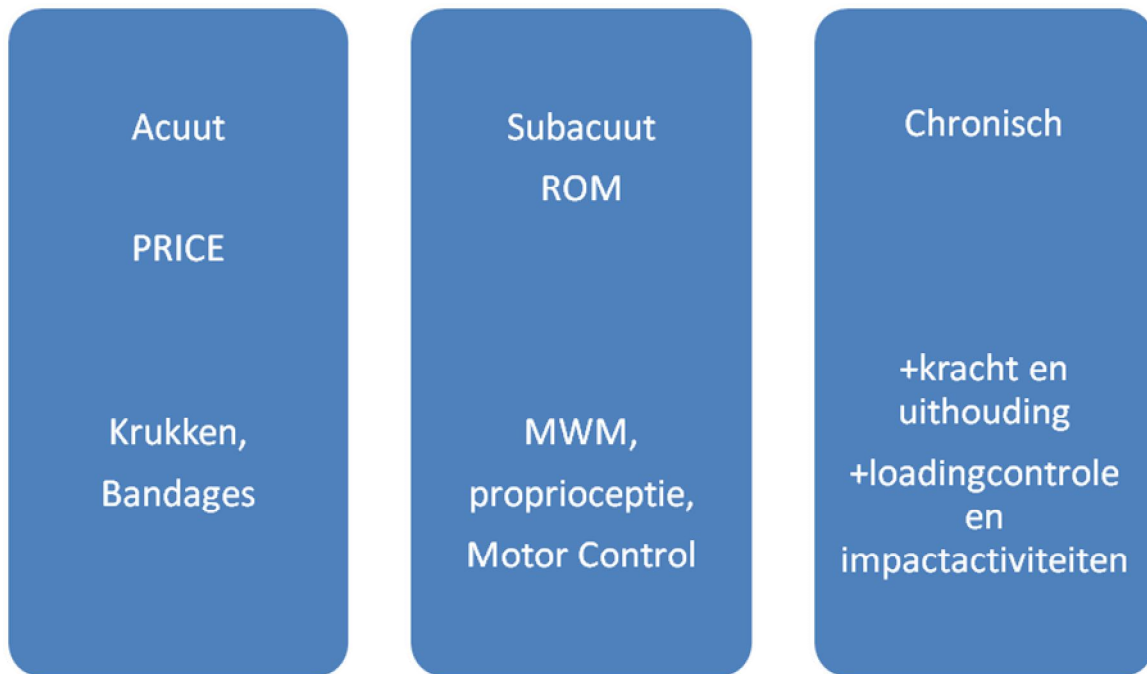 Acuut
PRICE
Krukken,
Bandages
Subacuut
ROM
MWM,
proprioceptie,
Motor Control
Chronisch
+kracht en
uithouding
+loadingcontrole
en
impactactiviteiten